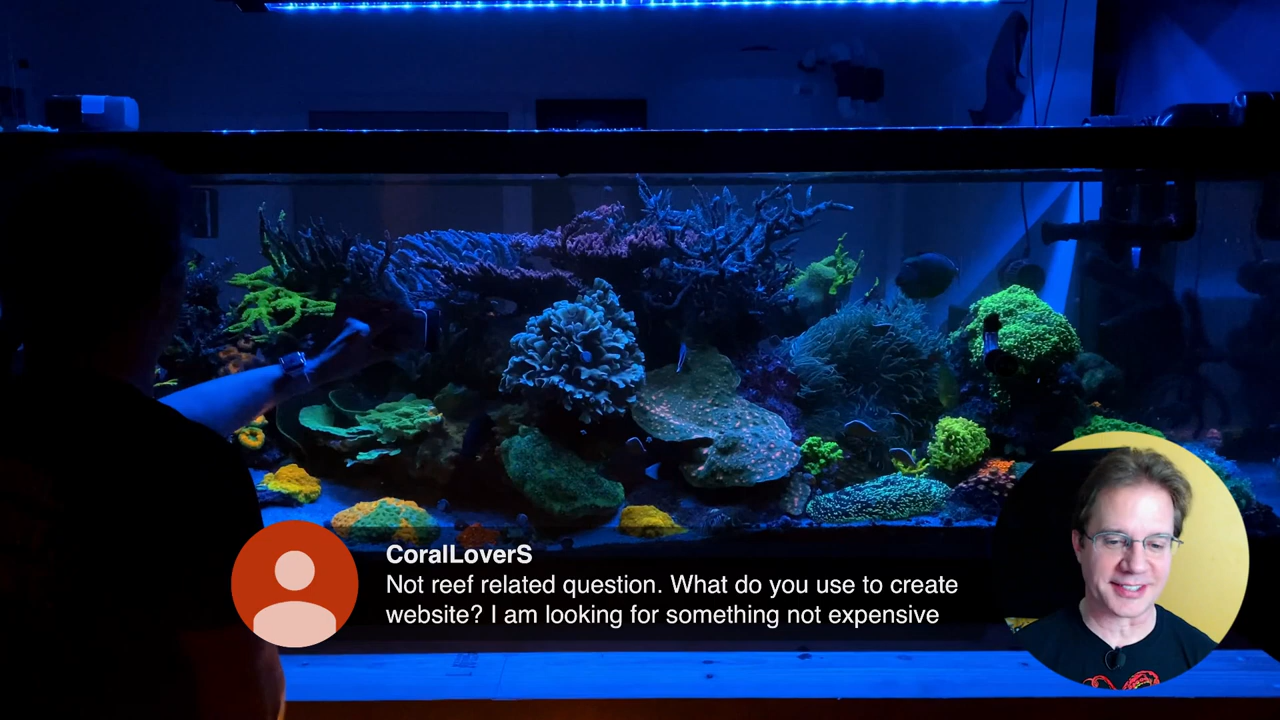 CoralLoverS
Not reef related question. What do you use to create
website? I am looking for something not expensive